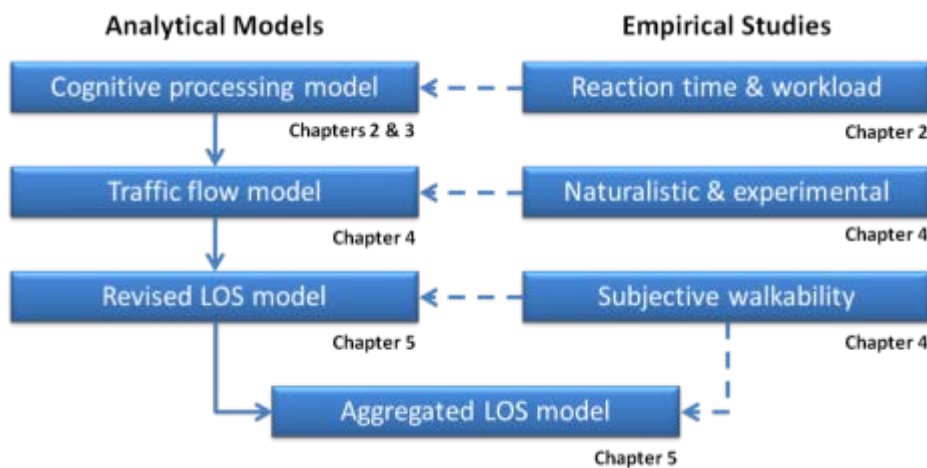 Analytical Models
Empirical Studies
Cognitive processing model
Reaction time & workload
Chapters 2 & 3
Chapter 2
Traffic flow model
Naturalistic & experimental
Chapter 4
Chapter 4
Revised LOS model
Subjective walkability
Chapter 5
Chapter 4
Aggregated LOS model
Chapter 5